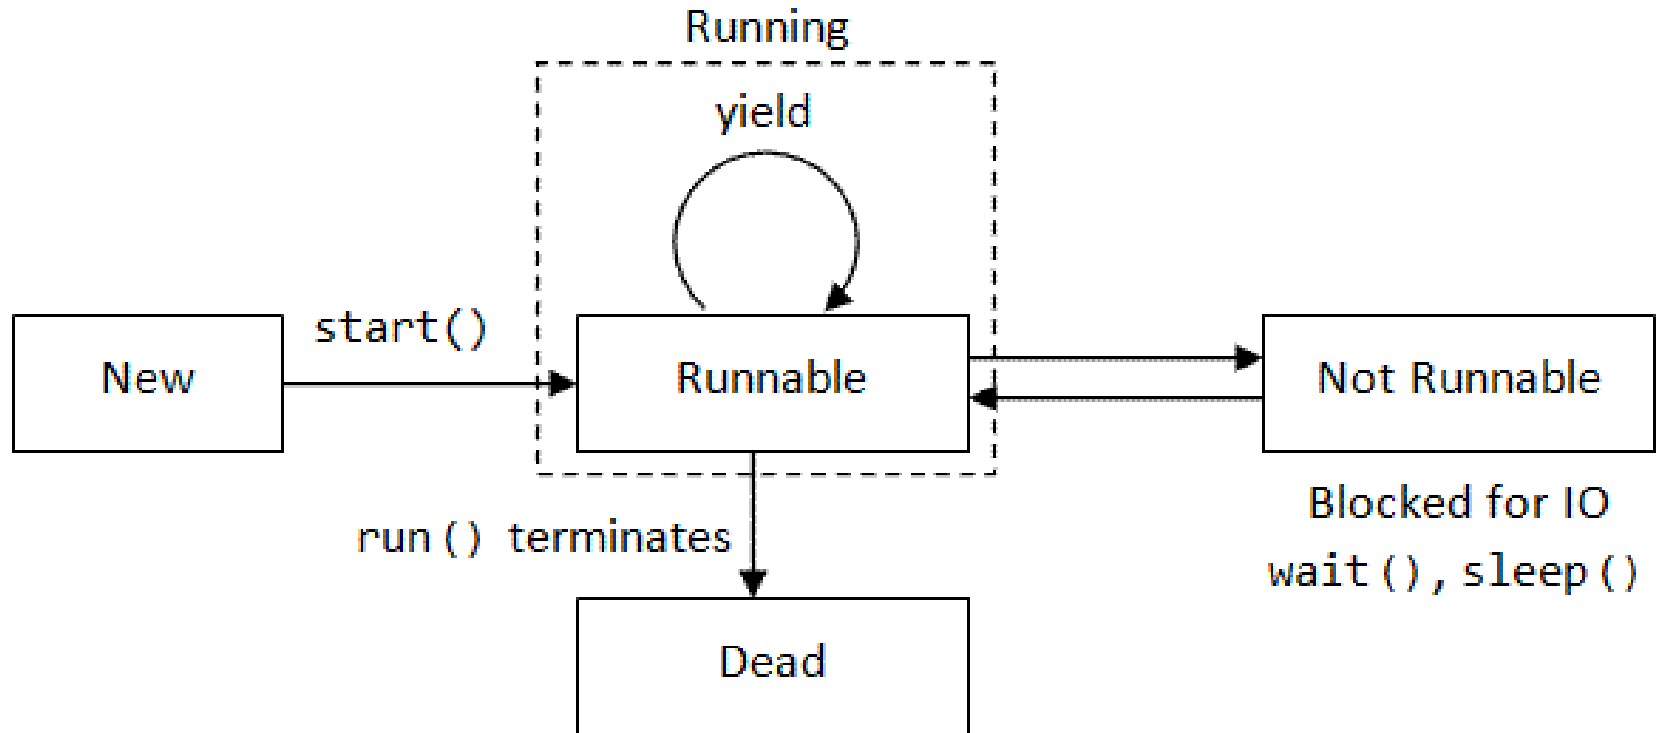 Running
yield
start()
New
Runnable
Not Runnable
Blocked for IO
run() terminates
wait(), sleep()
Dead